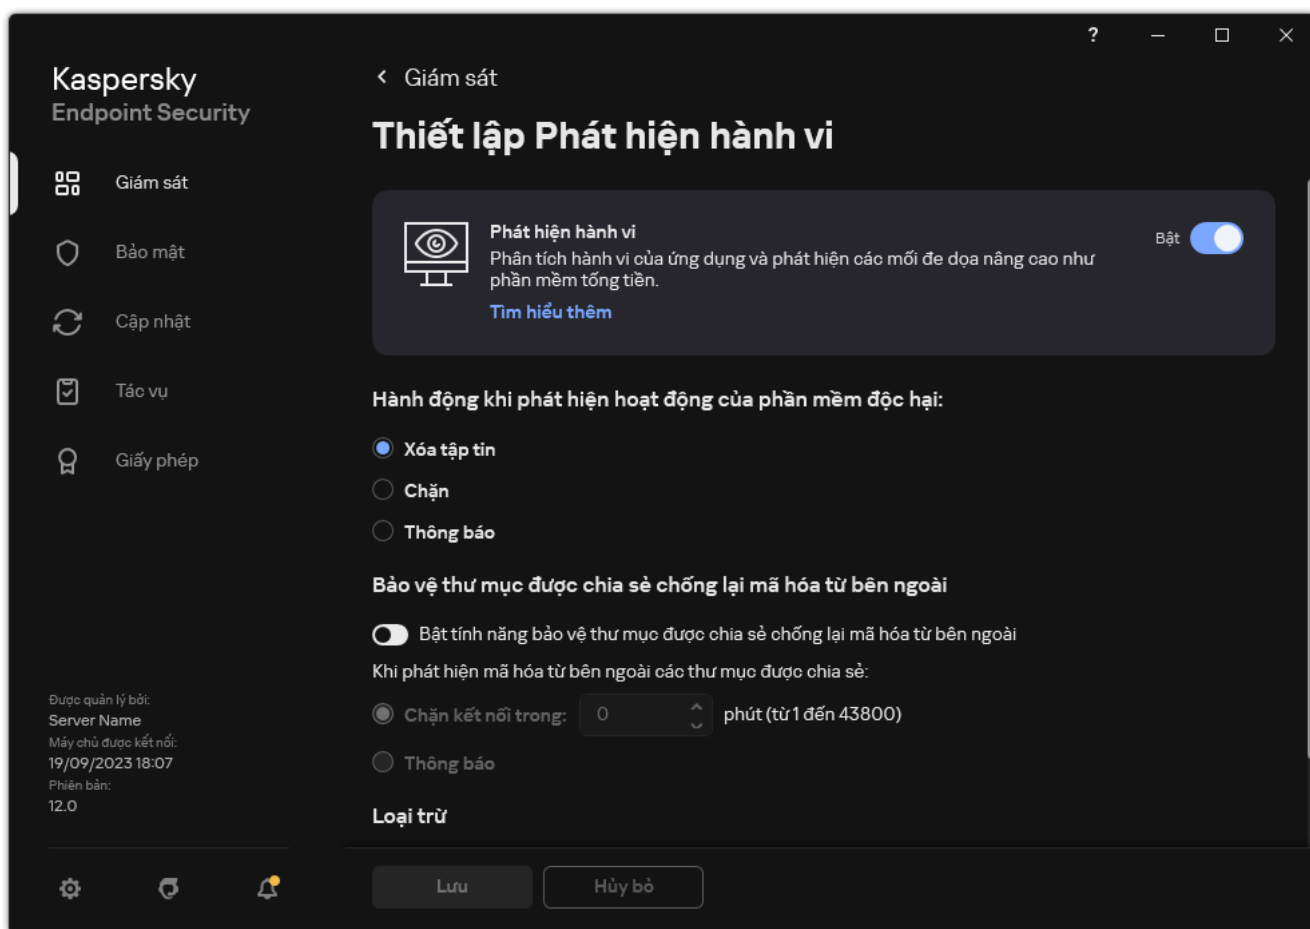 ?
Kaspersky
Endpoint Security
Giám sát
Bảo mật
Cập nhật
Tác vụ
Giấy phép
Được quản lý bởi:
Server Name
Máy chủ được kết nối:
19/09/2023 18:07
Phiên bản:
12.0
Giám sát
Thiết lập Phát hiện hành vi
Phát hiện hành vi
Bật
Phân tích hành vi của ứng dụng và phát hiện các mối đe dọa nâng cao như
phần mềm tống tiền.
Tìm hiểu thêm
Hành động khi phát hiện hoạt động của phần mềm độc hại:
Xóa tập tin
Chặn
Thông báo
Bảo vệ thư mục được chia sẻ chống lại mã hóa từ bên ngoài
Bật tính năng bảo vệ thư mục được chia sẻ chống lại mã hóa từ bên ngoài
Khi phát hiện mã hóa từ bên ngoài các thư mục được chia sẻ:
Chặn kết nối trong: 0 phút (từ 1 đến 43800)
Thông báo
Loại trừ
Lưu Hủy bỏ